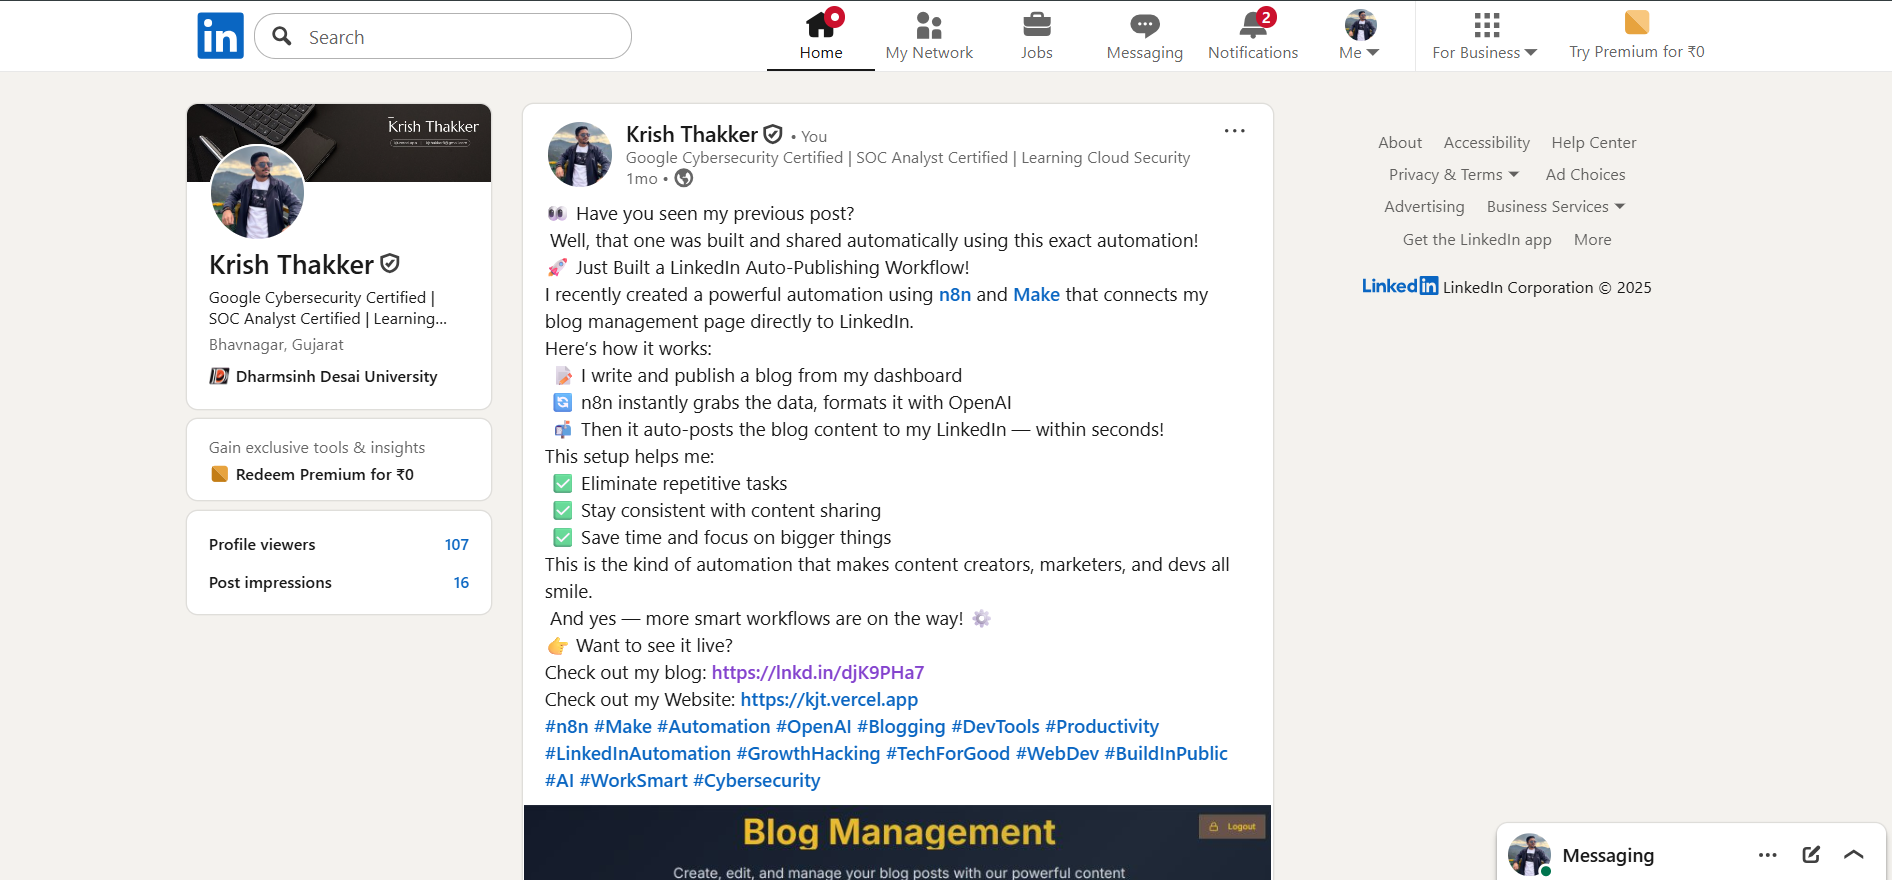 in
Search
Home
My Network
Jobs
Messaging
2
Notifications
Me
For Business
Try Premium for ₹0
Krish Thakker
Krish Thakker
Google Cybersecurity Certified |
SOC Analyst Certified | Learning...
Bhavnagar, Gujarat
Dharmsinh Desai University
Gain exclusive tools & insights
Redeem Premium for ₹0
Profile viewers 107
Post impressions 16
Krish Thakker • You
Google Cybersecurity Certified | SOC Analyst Certified | Learning Cloud Security
1mo •
👀 Have you seen my previous post?
Well, that one was built and shared automatically using this exact automation!
🚀 Just Built a LinkedIn Auto-Publishing Workflow!
I recently created a powerful automation using n8n and Make that connects my
blog management page directly to LinkedIn.
Here’s how it works:
📝 I write and publish a blog from my dashboard
🔄 n8n instantly grabs the data, formats it with OpenAI
📬 Then it auto-posts the blog content to my LinkedIn — within seconds!
This setup helps me:
✅ Eliminate repetitive tasks
✅ Stay consistent with content sharing
✅ Save time and focus on bigger things
This is the kind of automation that makes content creators, marketers, and devs all
smile.
And yes — more smart workflows are on the way! ⚙️
👉 Want to see it live?
Check out my blog: https://lnkd.in/djK9PHa7
Check out my Website: https://kjt.vercel.app
#n8n #Make #Automation #OpenAI #Blogging #DevTools #Productivity
#LinkedInAutomation #GrowthHacking #TechForGood #WebDev #BuildInPublic
#AI #WorkSmart #Cybersecurity
Blog Management
Logout
Create, edit, and manage your blog posts with our powerful content
About Accessibility Help Center
Privacy & Terms Ad Choices
Advertising Business Services
Get the LinkedIn app More
LinkedIn LinkedIn Corporation © 2025
Messaging